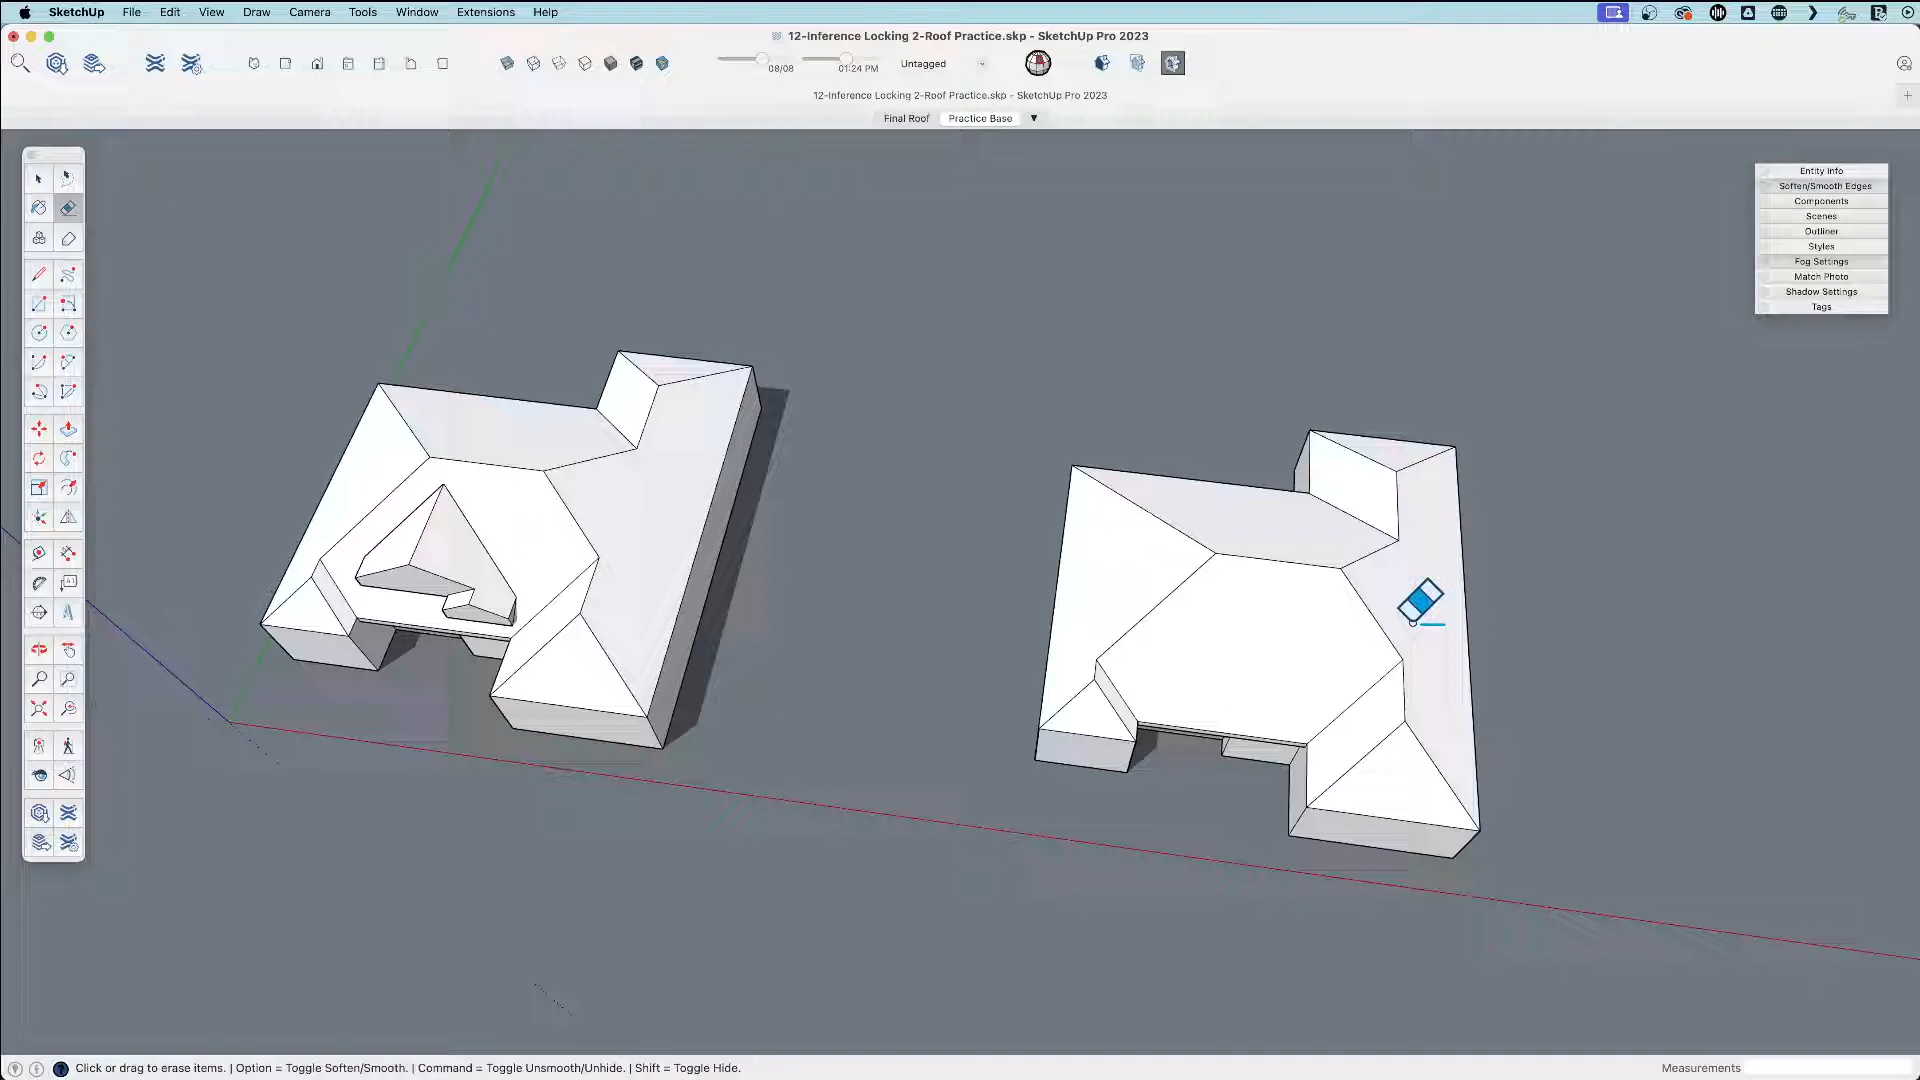 SketchUp File Edit View Draw Camera Tools Window Extensions Help
12-Inference Locking 2-Roof Practice.skp - SketchUp Pro 2023
08/08 01:24 PM Untagged
12-Inference Locking 2-Roof Practice.skp - SketchUp Pro 2023
Final Roof Practice Base
Entity Info
Soften/Smooth Edges
Components
Scenes
Outliner
Styles
Fog Settings
Match Photo
Shadow Settings
Tags
Click or drag to erase items. | Option = Toggle Soften/Smooth. | Command = Toggle Unsmooth/Unhide. | Shift = Toggle Hide.
Measurements